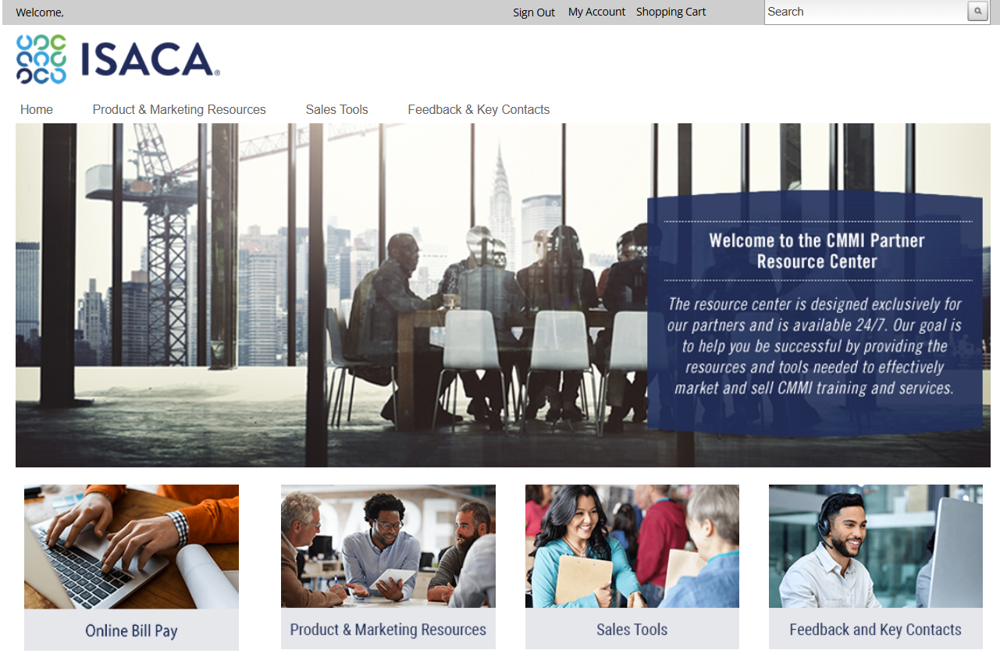 Welcome,
Sign Out My Account Shopping Cart
Search
ISACA®
Home Product & Marketing Resources Sales Tools Feedback & Key Contacts
Welcome to the CMMI Partner
Resource Center
The resource center is designed exclusively for
our partners and is available 24/7. Our goal is
to help you be successful by providing the
resources and tools needed to effectively
market and sell CMMI training and services.
Online Bill Pay
Product & Marketing Resources
Sales Tools
Feedback and Key Contacts